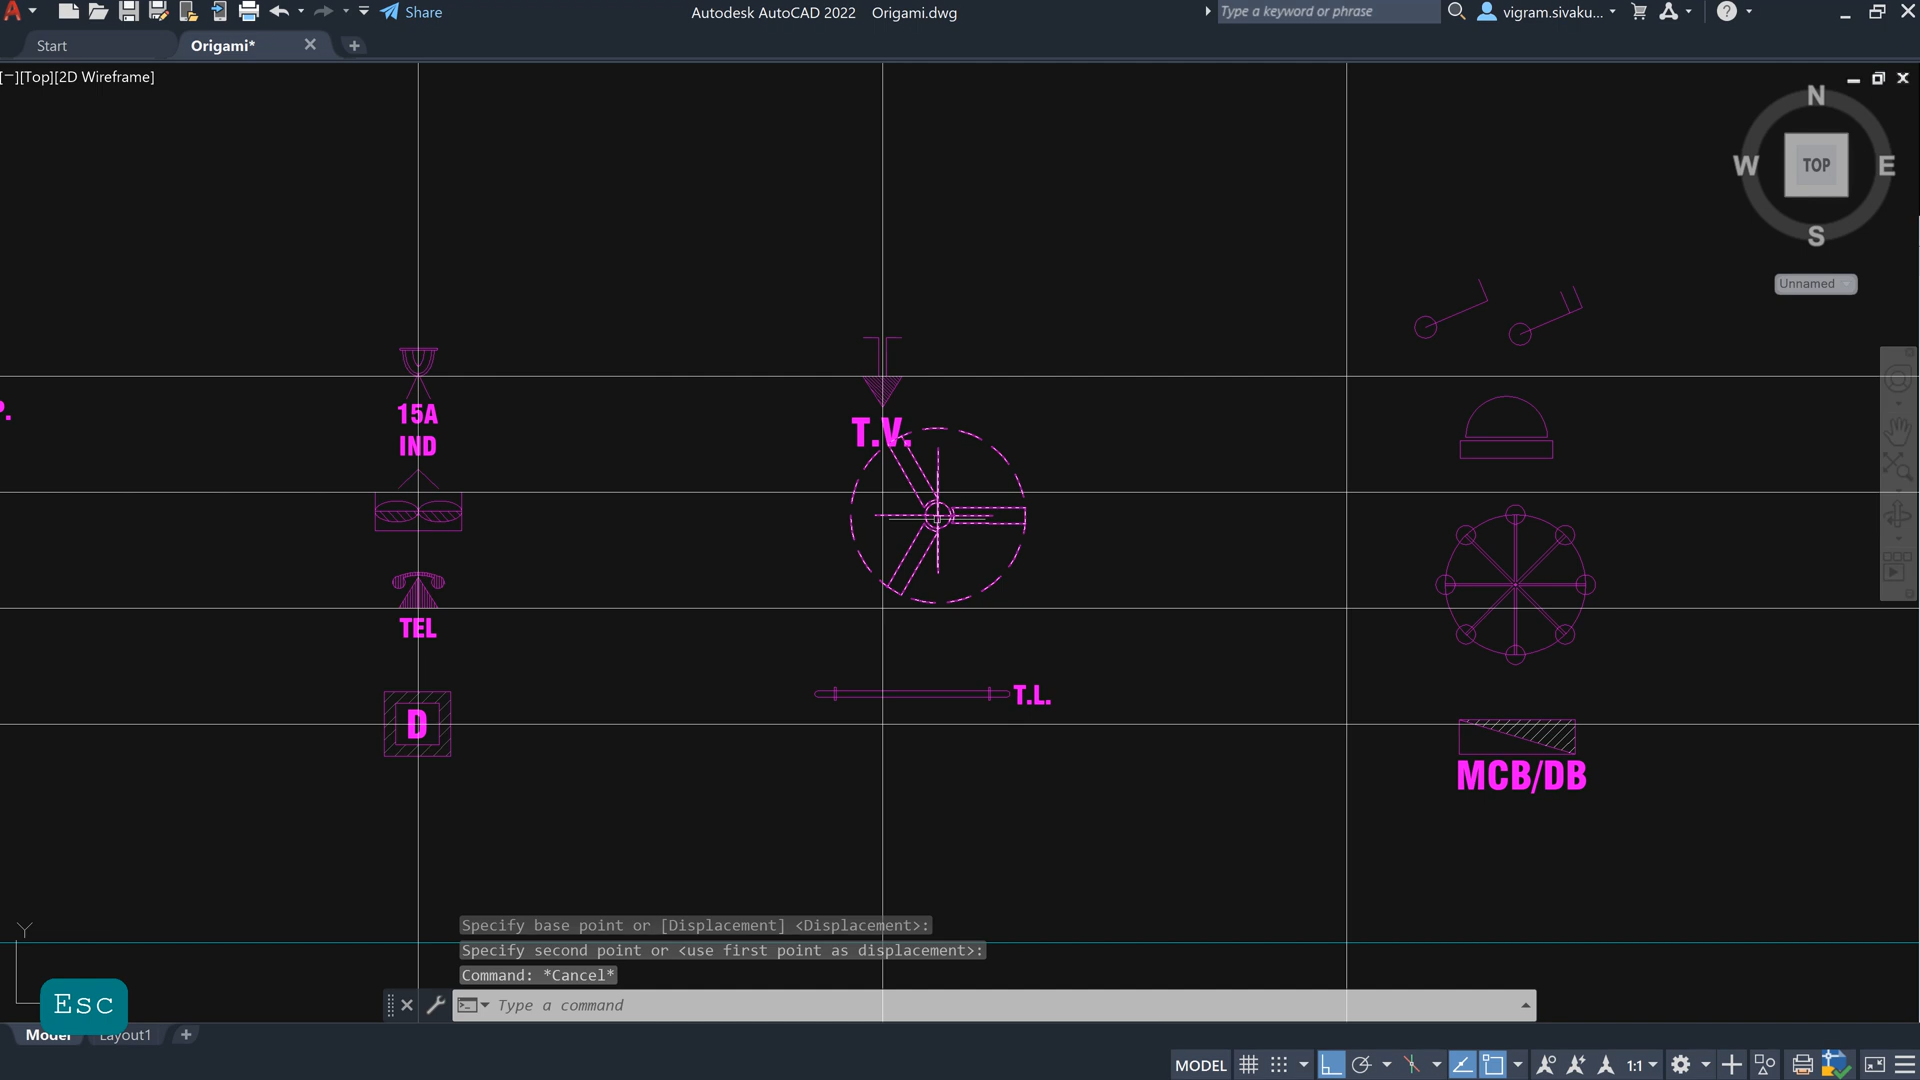 Share
Autodesk AutoCAD 2022 Origami.dwg
Type a keyword or phrase
vigram.sivaku...
Start
Origami*
[−][Top][2D Wireframe]
N
W
TOP
E
S
Unnamed
P.
15A
IND
T.V.
TEL
T.L.
D
MCB/DB
Y
Specify base point or [Displacement] <Displacement>:
Specify second point or <use first point as displacement>:
Command: *Cancel*
Type a command
Esc
Model
Layout1
MODEL
1:1